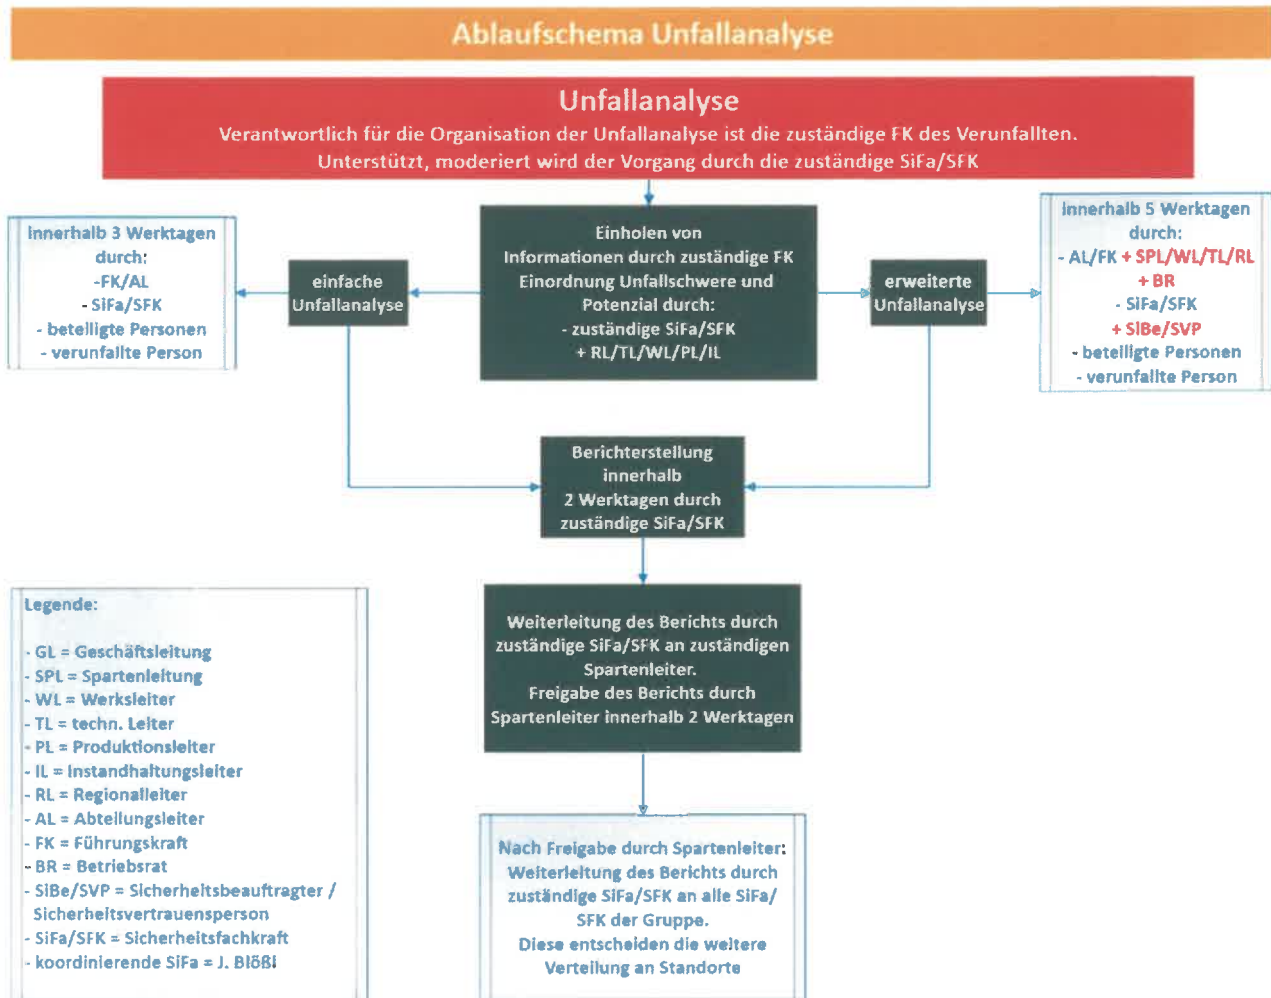 Ablaufschema Unfallanalyse
Unfallanalyse
Verantwortlich für die Organisation der Unfallanalyse ist die zuständige FK des Verunfallten.
Unterstützt, moderiert wird der Vorgang durch die zuständige SiFa/SFK
innerhalb 3 Werktagen
durch:
-FK/AL
- SiFa/SFK
- beteiligte Personen
- verunfallte Person
einfache
Unfallanalyse
Einholen von
Informationen durch zuständige FK
Einordnung Unfallschwere und
Potenzial durch:
- zuständige SiFa/SFK
+ RL/TL/WL/PL/IL
erweiterte
Unfallanalyse
innerhalb 5 Werktagen
durch:
- AL/FK + SPL/WL/TL/RL
+ BR
- SiFa/SFK
+ SiBe/SVP
- beteiligte Personen
- verunfallte Person
Berichterstellung
innerhalb
2 Werktagen durch
zuständige SiFa/SFK
Weiterleitung des Berichts durch
zuständige SiFa/SFK an zuständigen
Spartenleiter.
Freigabe des Berichts durch
Spartenleiter innerhalb 2 Werktagen
Nach Freigabe durch Spartenleiter:
Weiterleitung des Berichts durch
zuständige SiFa/SFK an alle SiFa/
SFK der Gruppe.
Diese entscheiden die weitere
Verteilung an Standorte
Legende:
- GL = Geschäftsleitung
- SPL = Spartenleitung
- WL = Werksleiter
- TL = techn. Leiter
- PL = Produktionsleiter
- IL = Instandhaltungsleiter
- RL = Regionalleiter
- AL = Abteilungsleiter
- FK = Führungskraft
- BR = Betriebsrat
- SiBe/SVP = Sicherheitsbeauftragter /
Sicherheitsvertrauensperson
- SiFa/SFK = Sicherheitsfachkraft
- koordinierende SiFa = J. Blößl